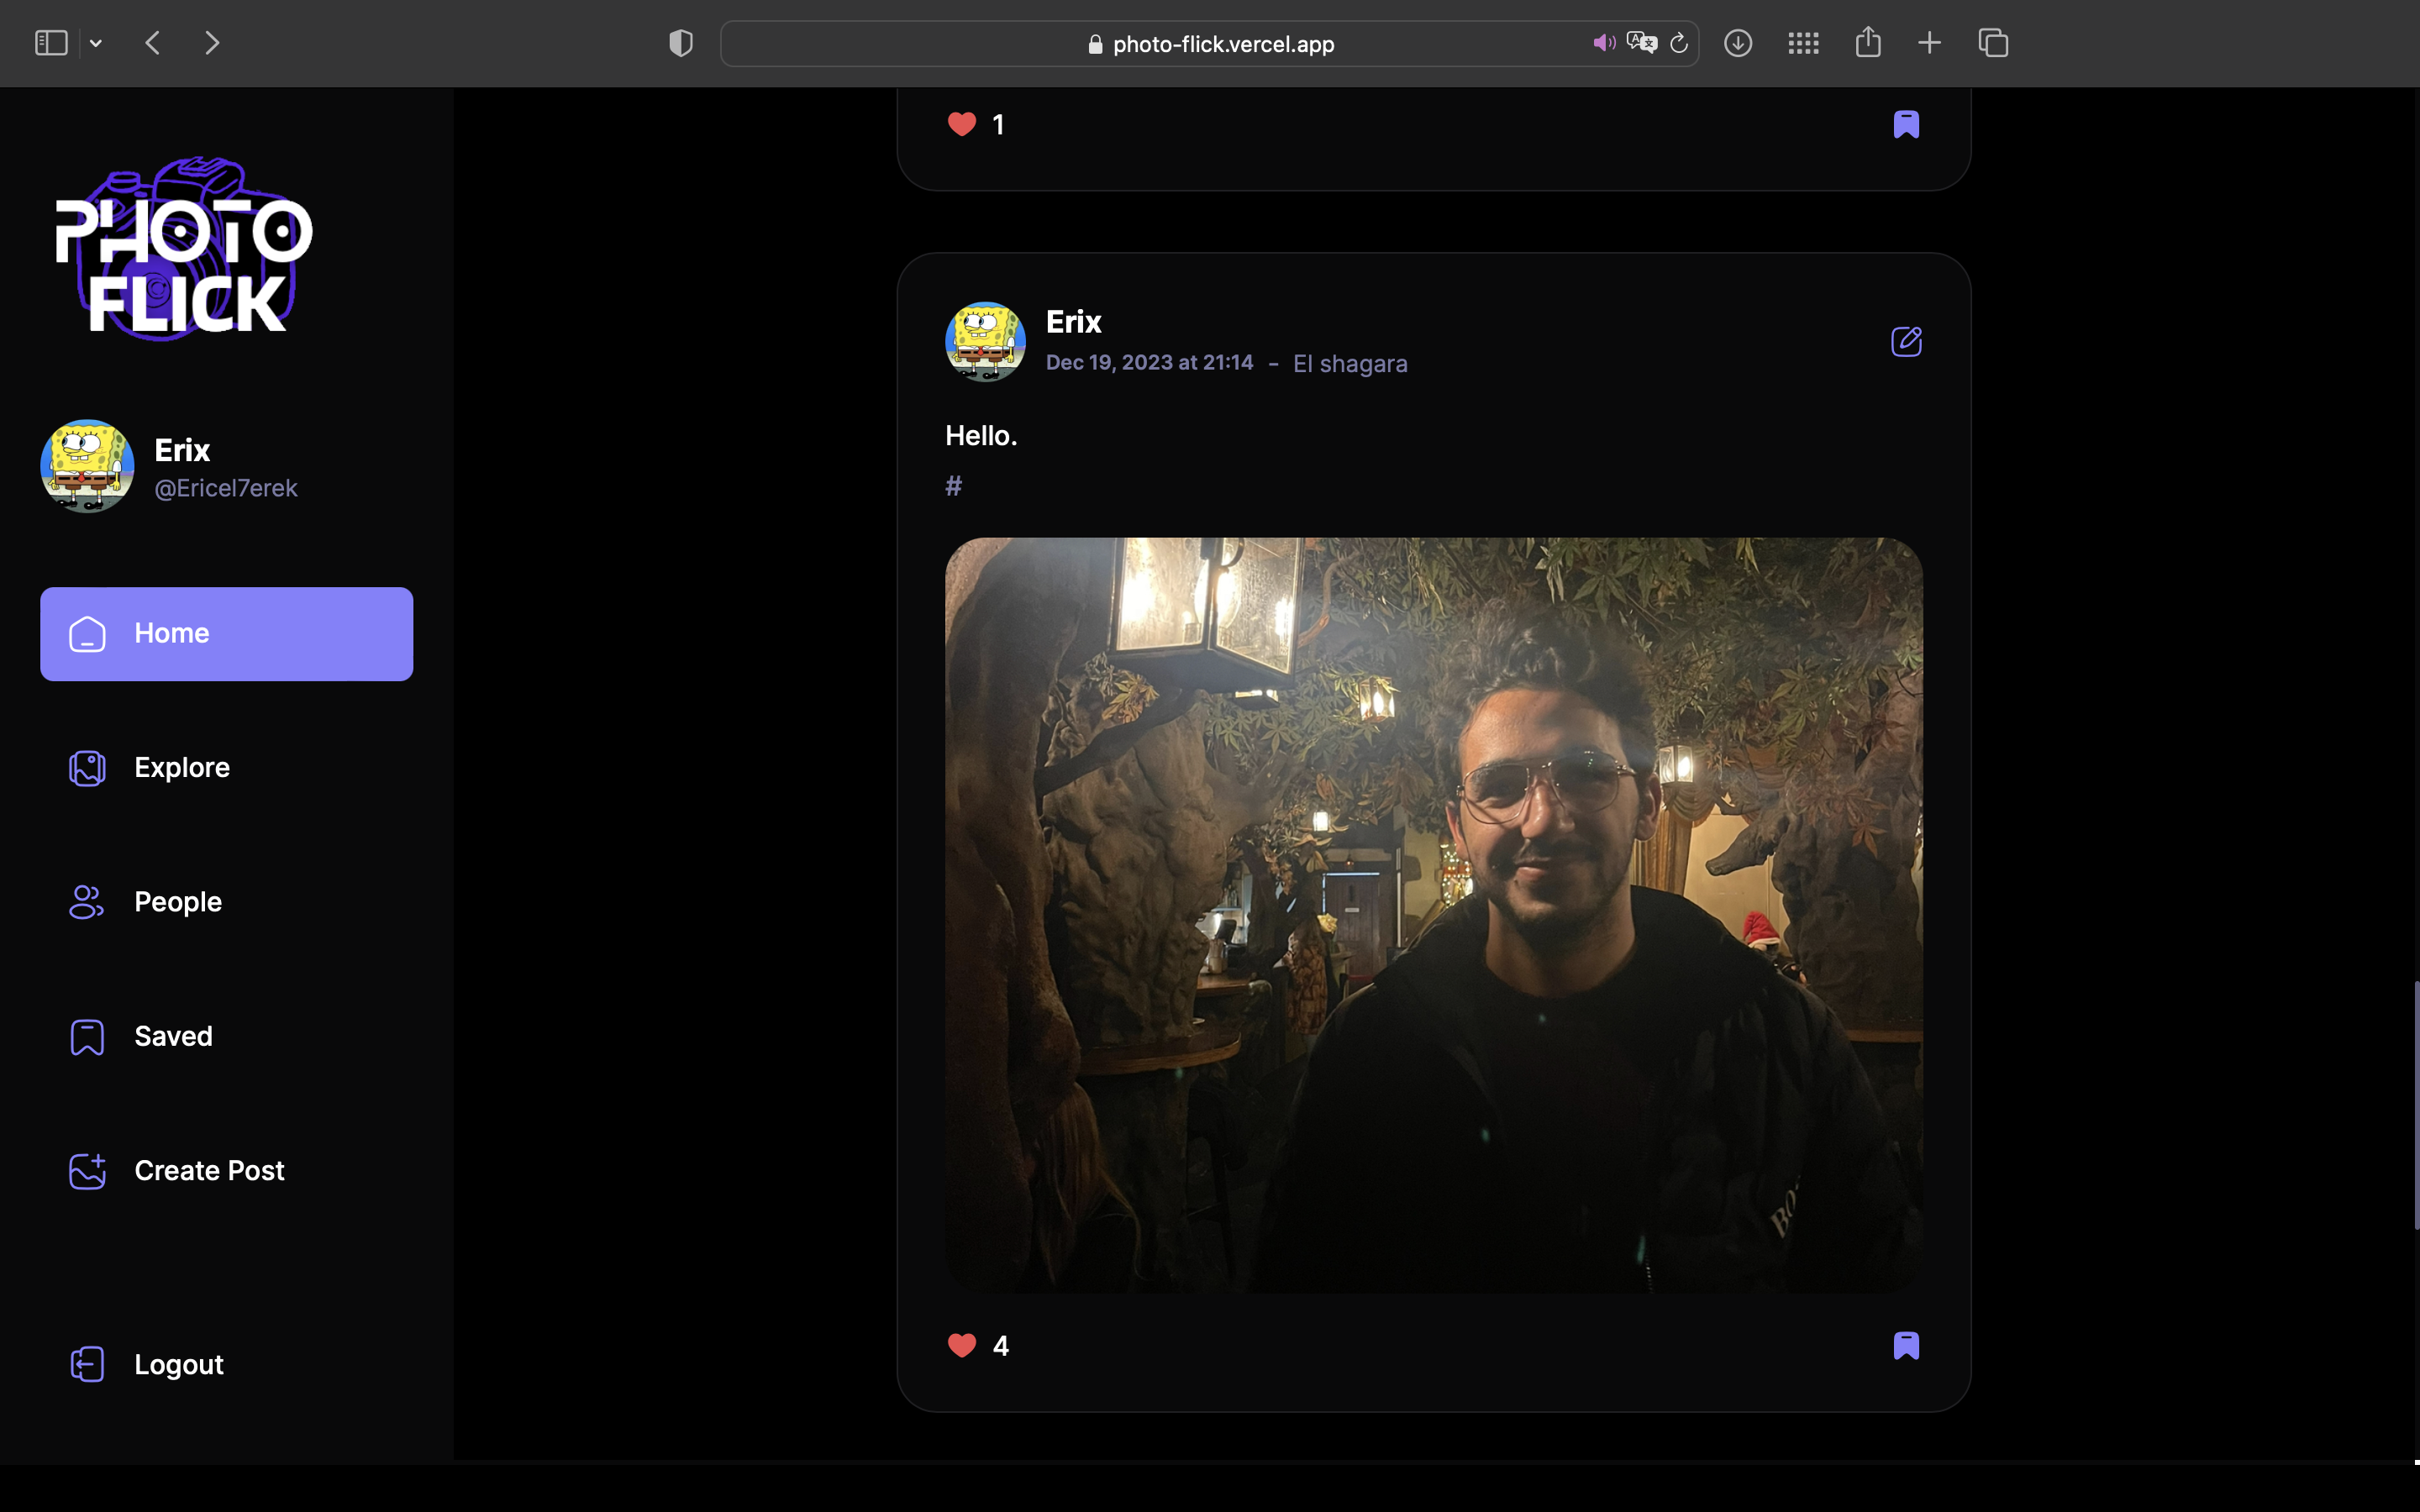 photo-flick.vercel.app
PHOTO
FLICK
Erix
@Ericel7erek
Home
Explore
People
Saved
Create Post
Logout
1
Erix
Dec 19, 2023 at 21:14 - El shagara
Hello.
#
4